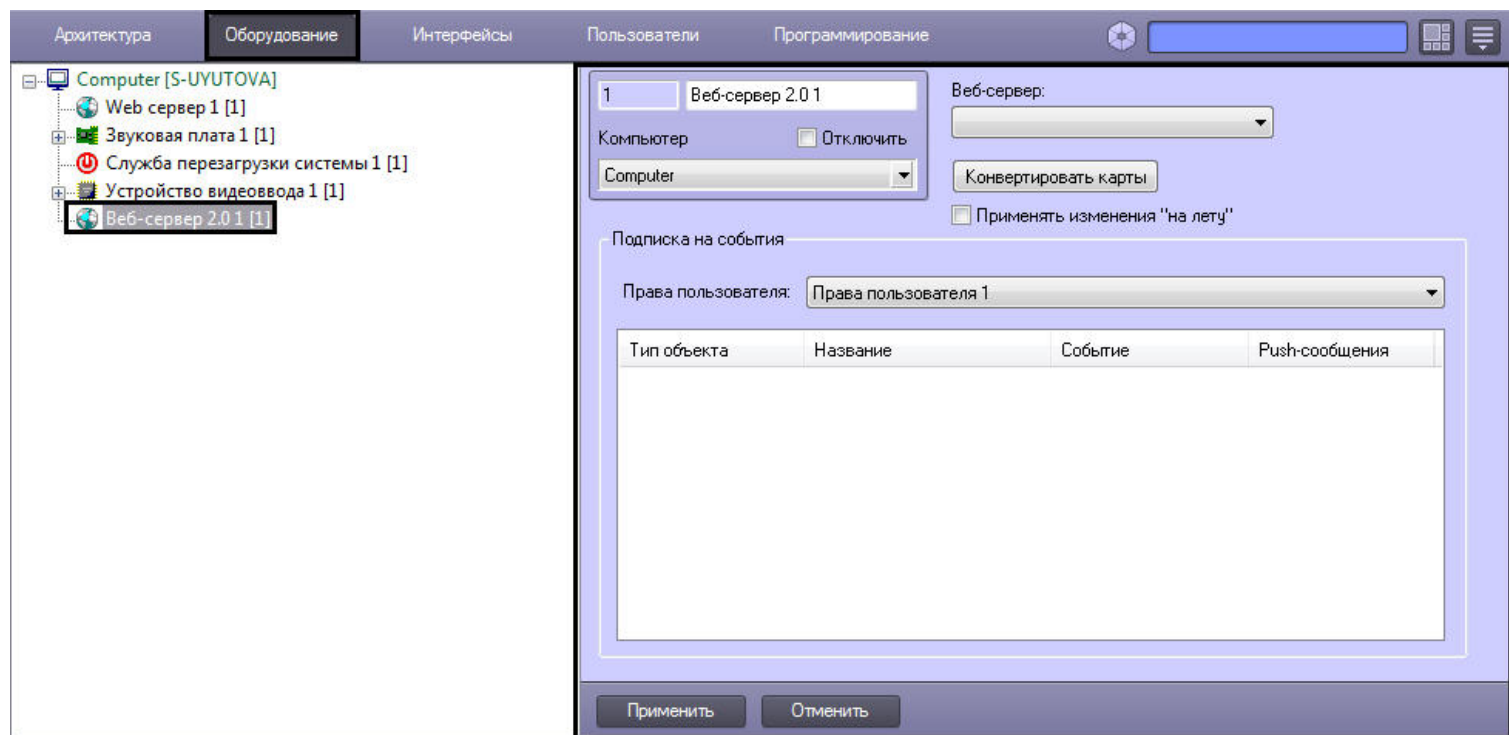 Архитектура Оборудование Интерфейсы Пользователи Программирование
Computer [S-UYUTOVA]
Web сервер 1 [1]
Звуковая плата 1 [1]
Служба перезагрузки системы 1 [1]
Устройство видеоввода 1 [1]
Веб-сервер 2.0 1 [1]
1 Веб-сервер 2.0 1
Компьютер Отключить
Computer
Веб-сервер:
Конвертировать карты
Применять изменения "на лету"
Подписка на события
Права пользователя: Права пользователя 1
Тип объекта Название Событие Push-сообщения
Применить Отменить